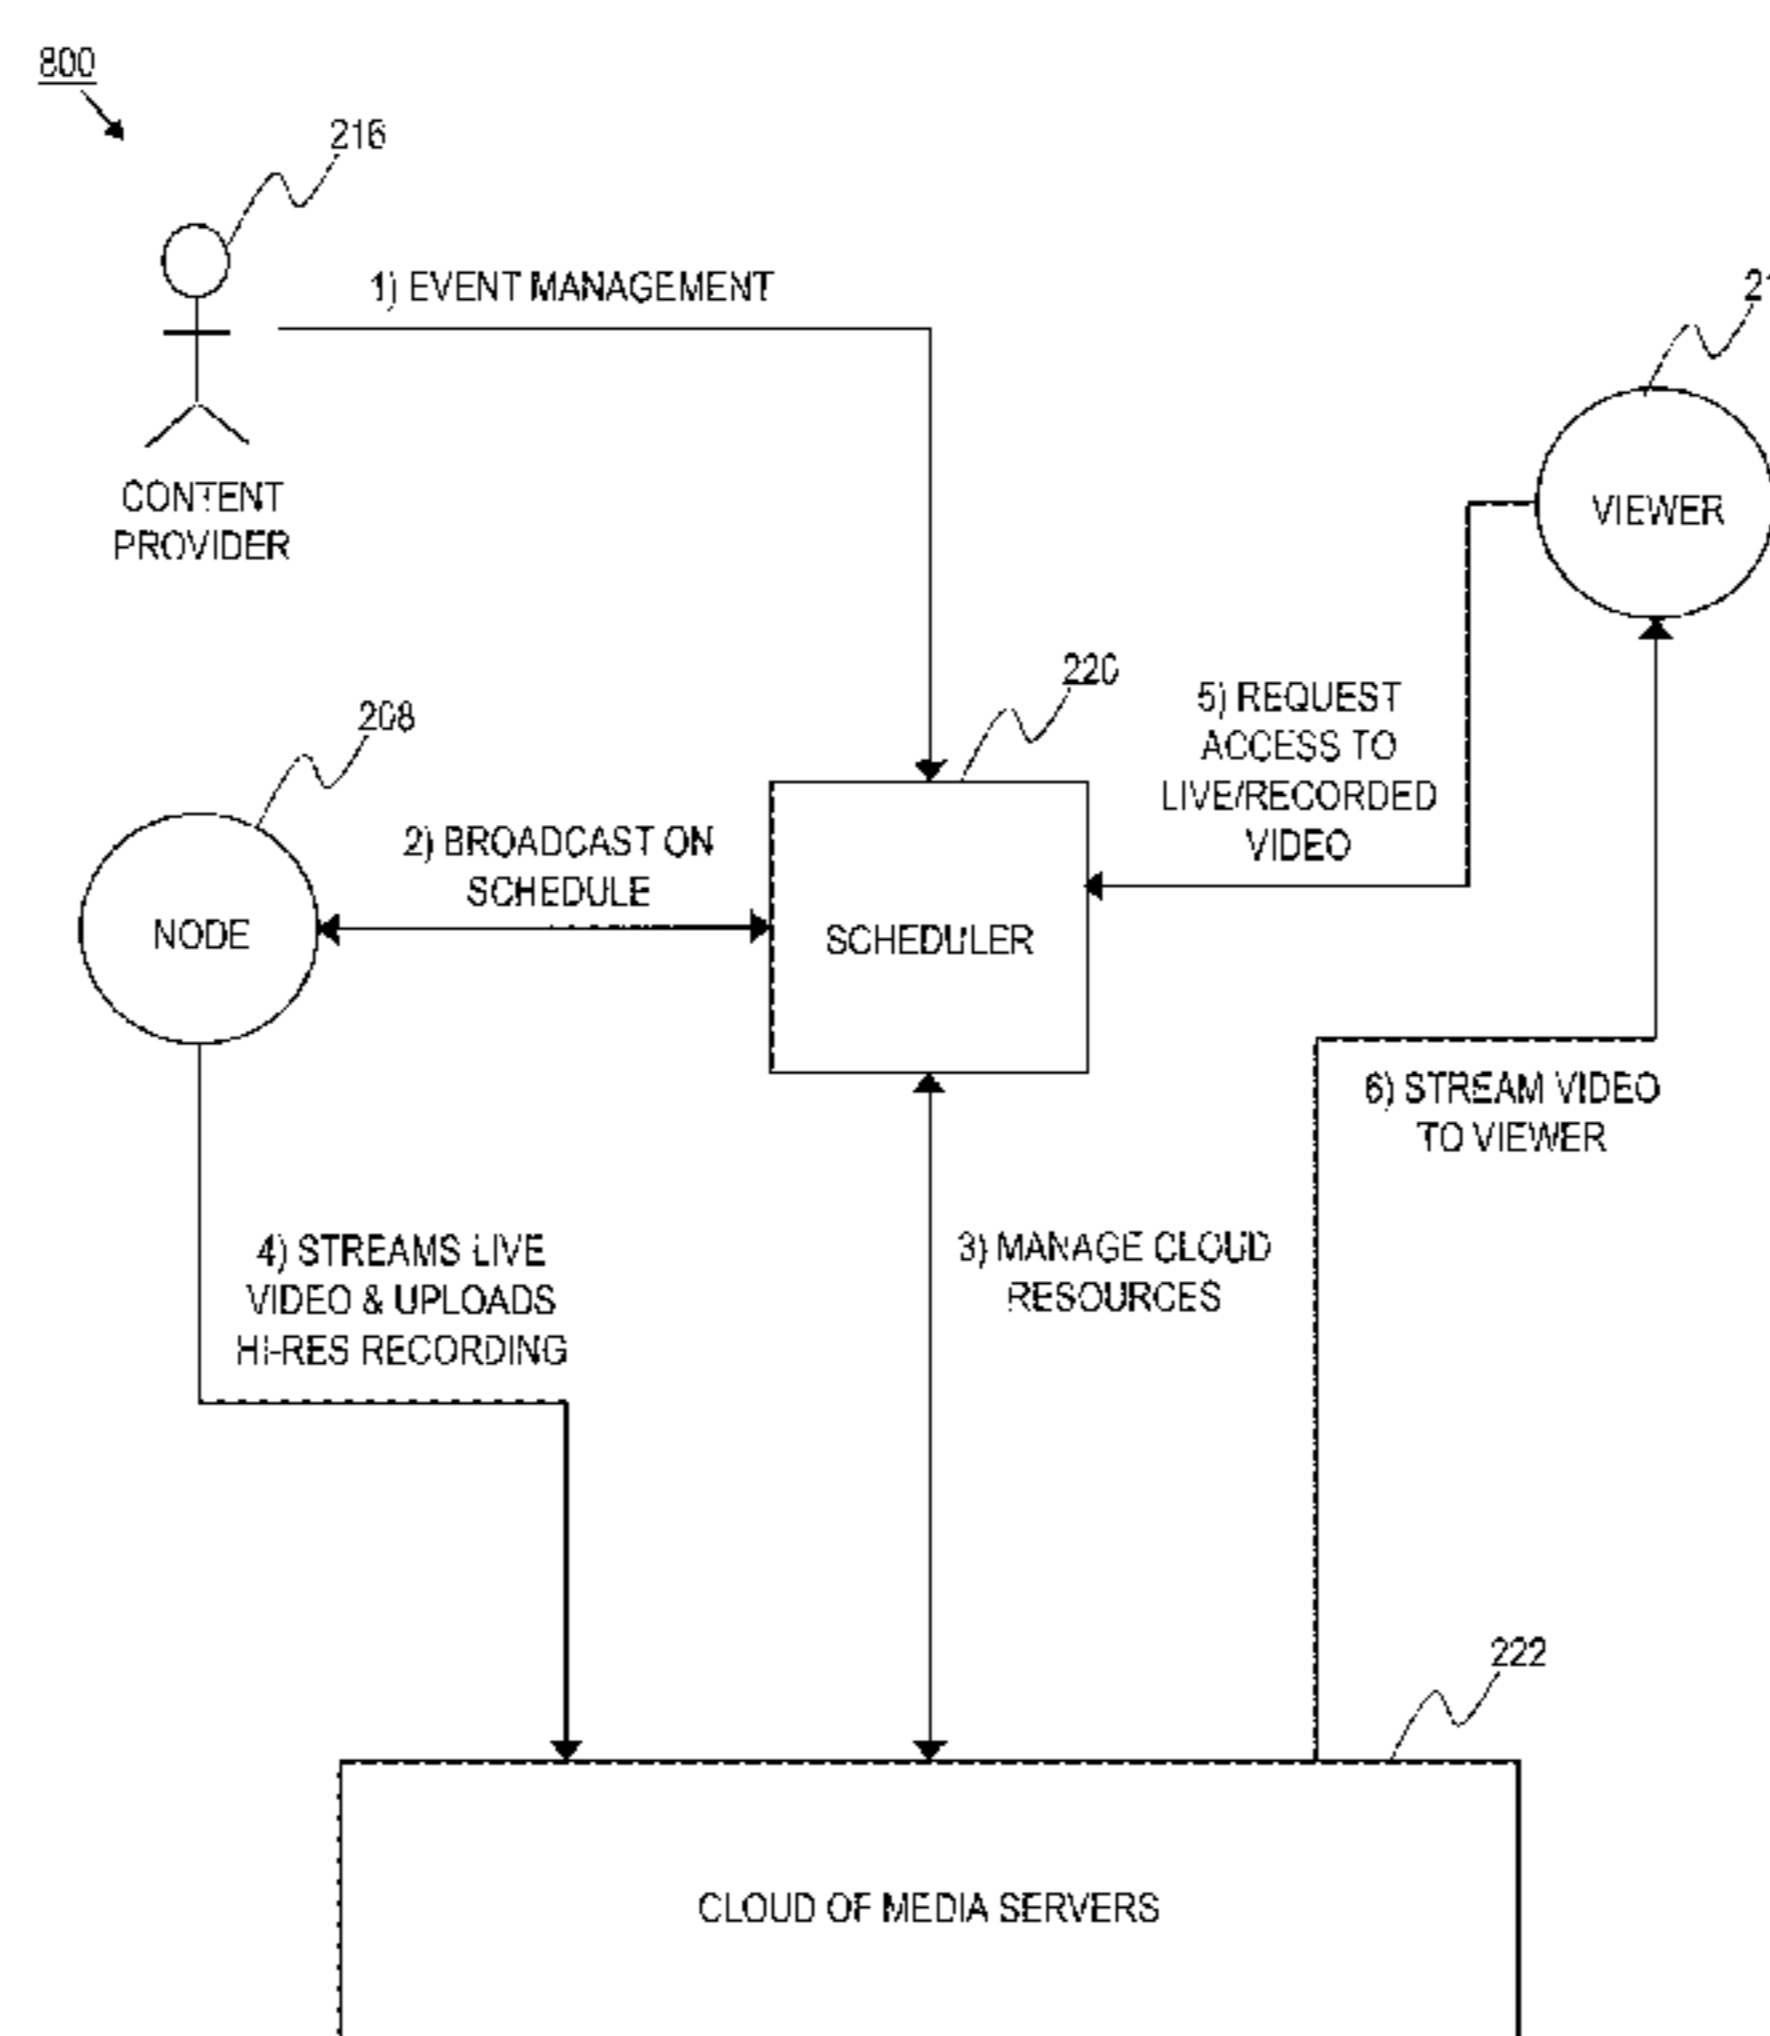 800
216
1) EVENT MANAGEMENT
CONTENT
PROVIDER
VIEWER
220
5) REQUEST
ACCESS TO
LIVE/RECORDED
VIDEO
208
2) BROADCAST ON
SCHEDULE
NODE
SCHEDULER
6) STREAM VIDEO
TO VIEWER
4) STREAMS LIVE
VIDEO & UPLOADS
HI-RES RECORDING
3) MANAGE CLOUD
RESOURCES
222
CLOUD OF MEDIA SERVERS